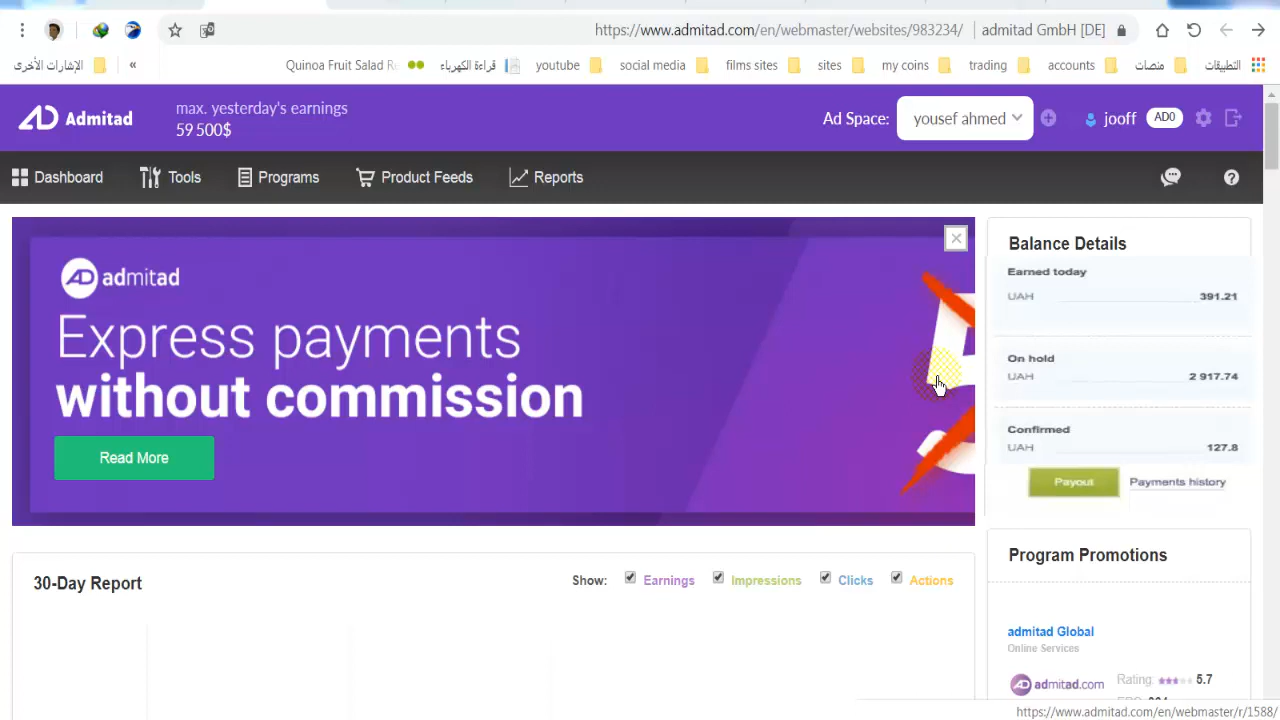 https://www.admitad.com/en/webmaster/websites/983234/ admitad GmbH [DE]
الإشارات الأخرى » Quinoa Fruit Salad Re قراءة الكهرباء youtube social media films sites sites my coins trading accounts منصات التطبيقات
Admitad
max. yesterday's earnings
59 500$
Ad Space: yousef ahmed jooff AD0
Dashboard Tools Programs Product Feeds Reports ?
admitad
Express payments
without commission
Read More
Balance Details
Earned today
UAH 391.21
On hold
UAH 2 917.74
Confirmed
UAH 127.8
Payout Payments history
30-Day Report Show: Earnings Impressions Clicks Actions
Program Promotions
admitad Global
Online Services
admitad.com Rating: 5.7
https://www.admitad.com/en/webmaster/r/1588/